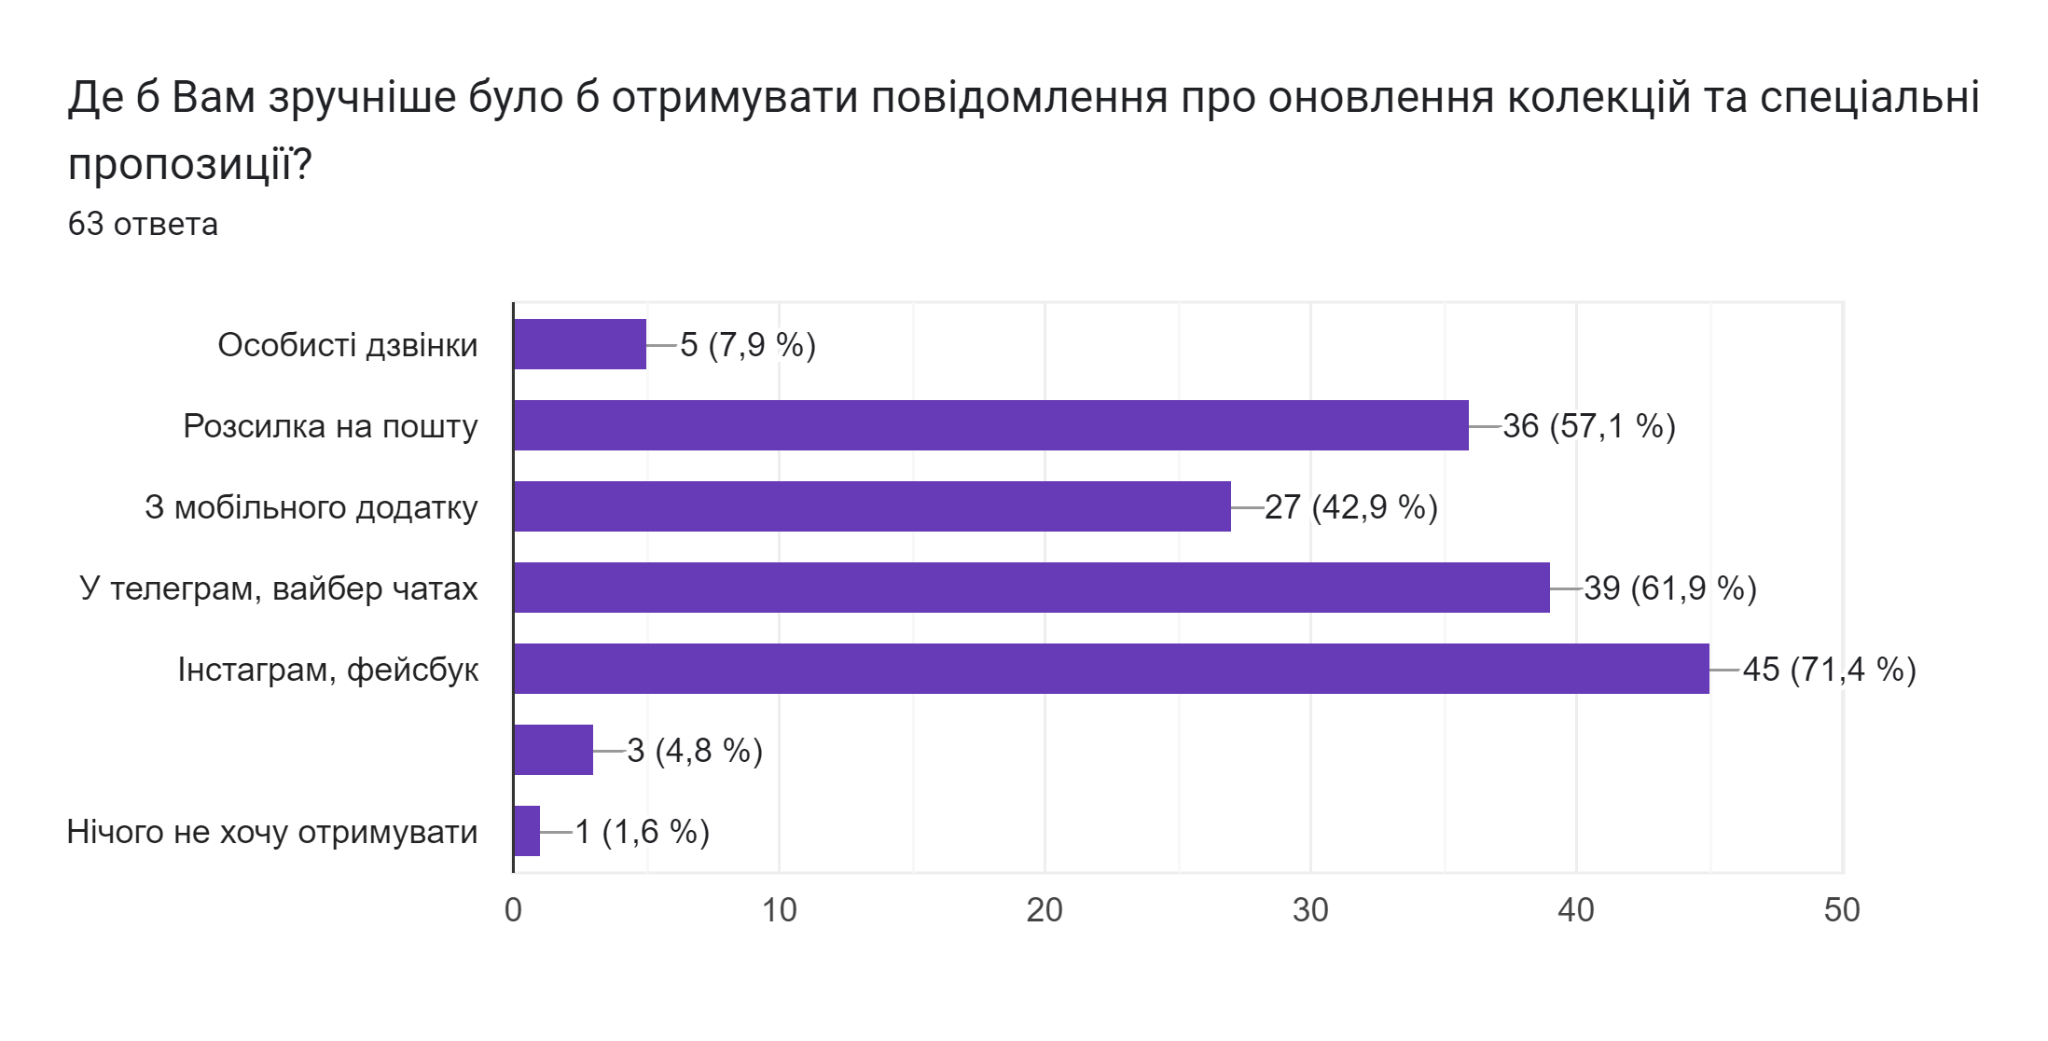 Де б Вам зручніше було б отримувати повідомлення про оновлення колекцій та спеціальні
пропозиції?
63 ответа
Особисті дзвінки 5 (7,9 %)
Розсилка на пошту 36 (57,1 %)
З мобільного додатку 27 (42,9 %)
У телеграм, вайбер чатах 39 (61,9 %)
Інстаграм, фейсбук 45 (71,4 %)
3 (4,8 %)
Нічого не хочу отримувати 1 (1,6 %)
0 10 20 30 40 50